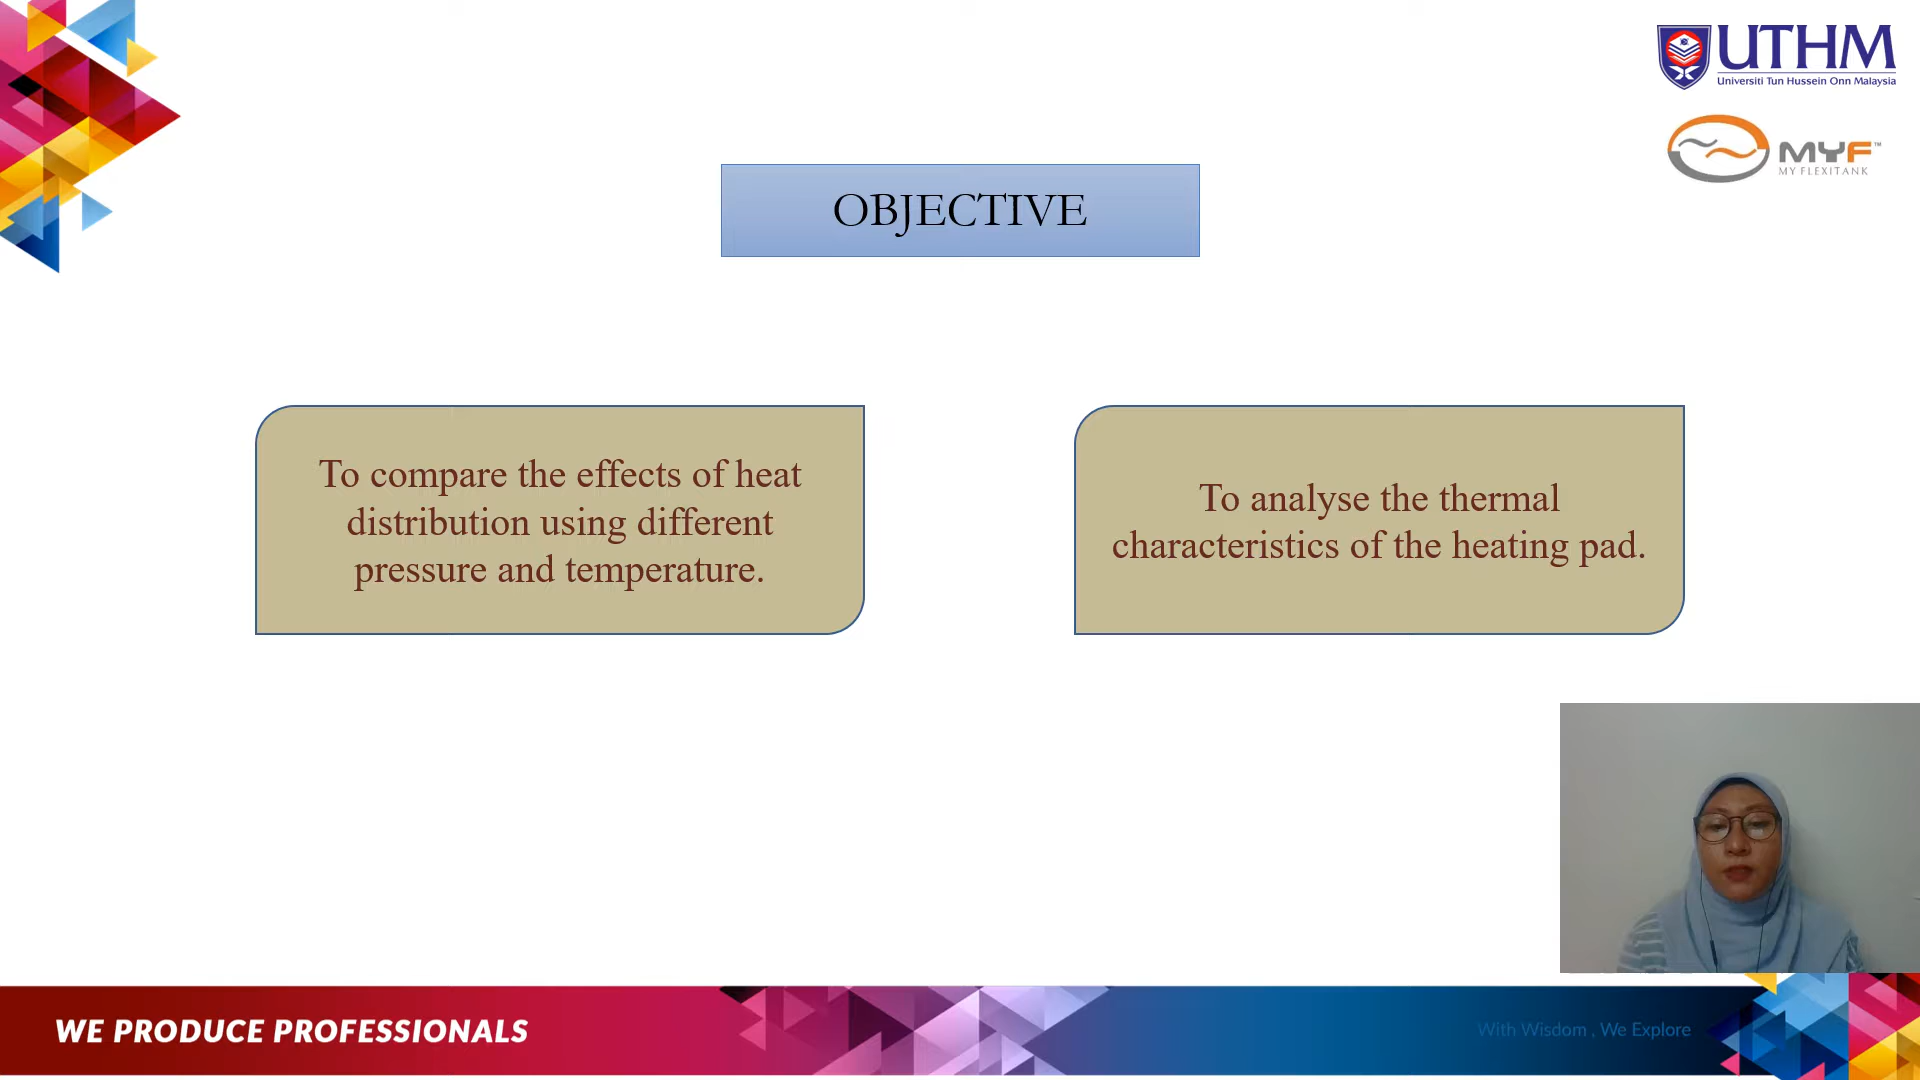 UTHM
Universiti Tun Hussein Onn Malaysia
MYF™
MY FLEXITANK
OBJECTIVE
To compare the effects of heat
distribution using different
pressure and temperature.
To analyse the thermal
characteristics of the heating pad.
WE PRODUCE PROFESSIONALS
With Wisdom , We Explore